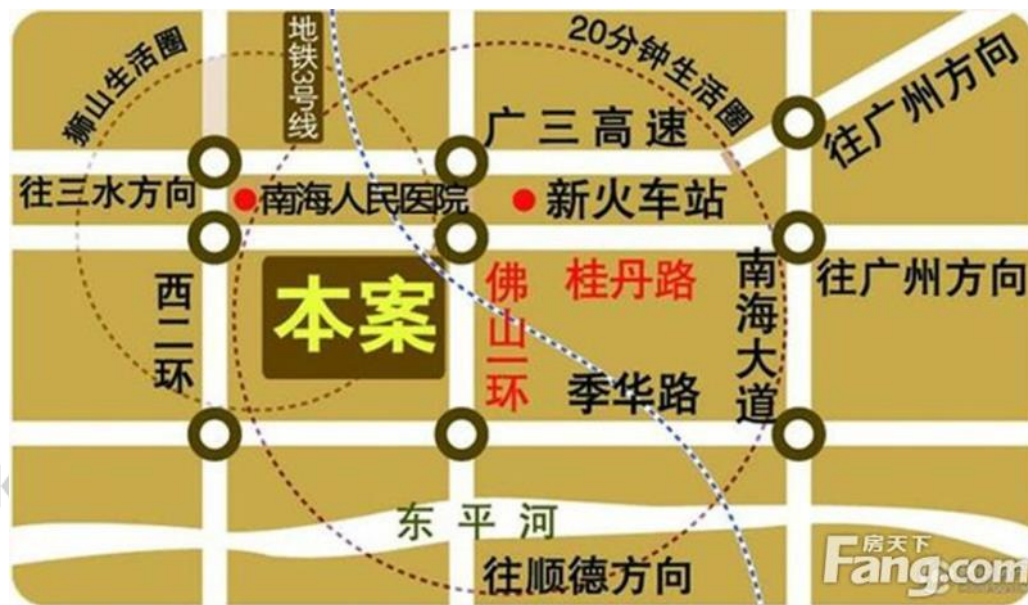 狮山生活圈
地铁3号线
20分钟生活圈
往广州方向
广三高速
往三水方向
南海人民医院
新火车站
西二环
本案
佛山一环
桂丹路
南海大道
往广州方向
季华路
东平河
往顺德方向
房天下
Fang.com